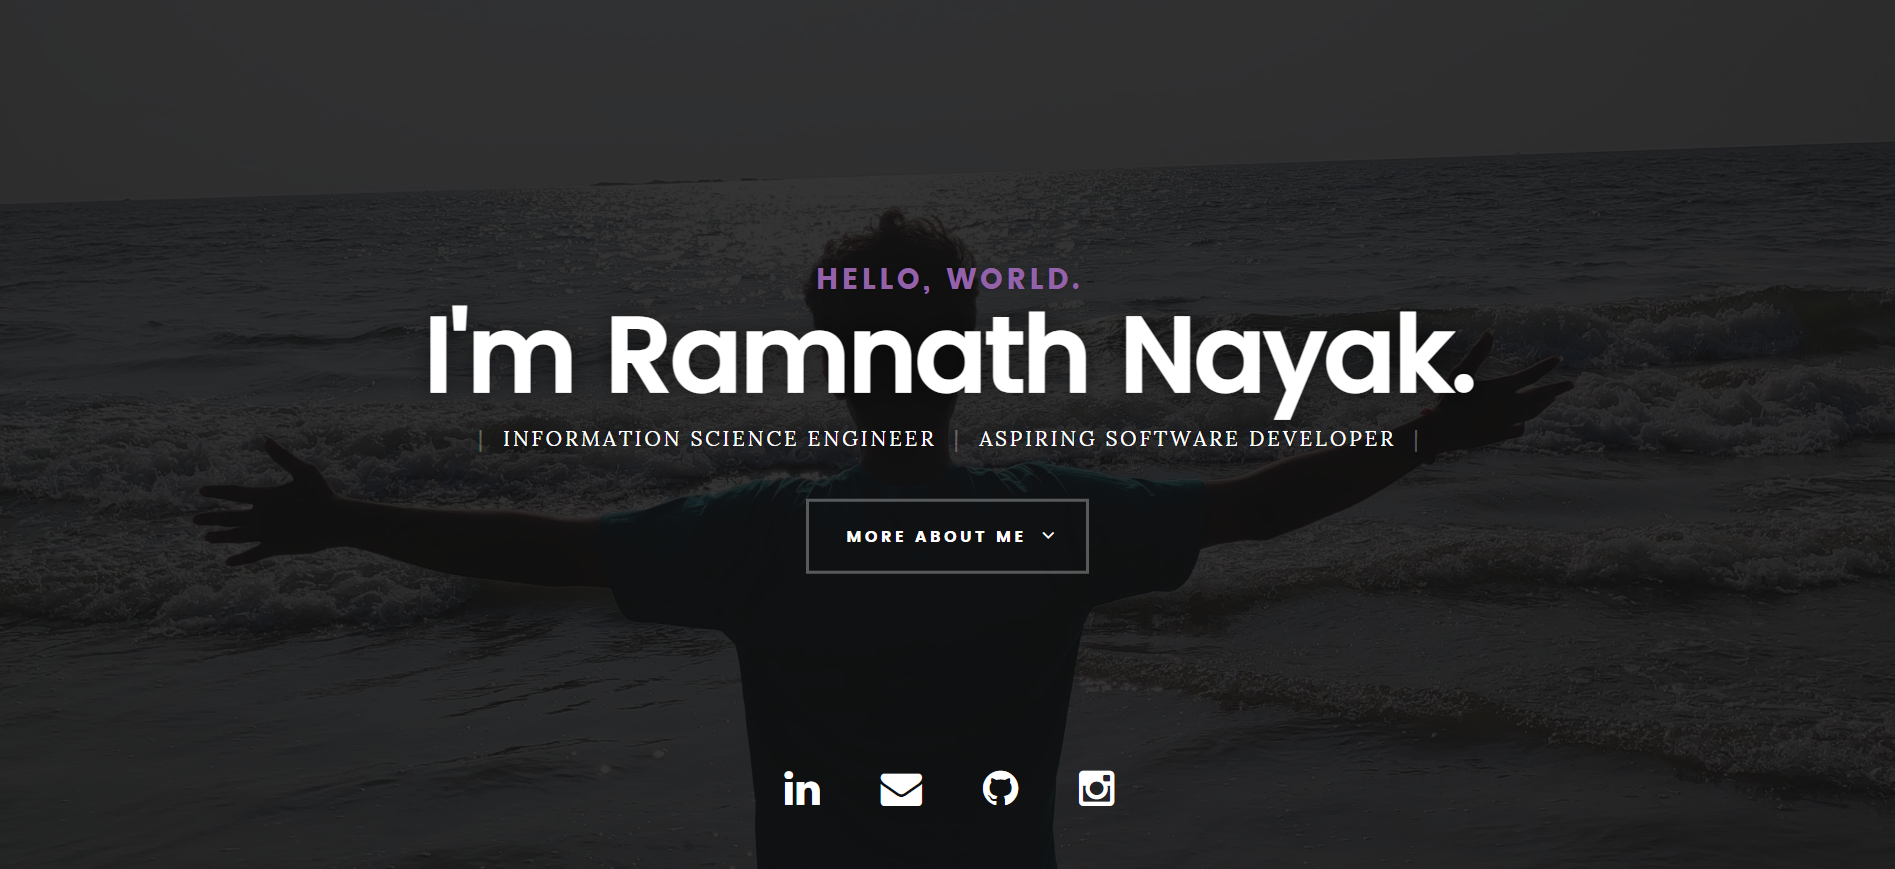 HELLO, WORLD.
I'm Ramnath Nayak.
| INFORMATION SCIENCE ENGINEER | ASPIRING SOFTWARE DEVELOPER |
MORE ABOUT ME
in